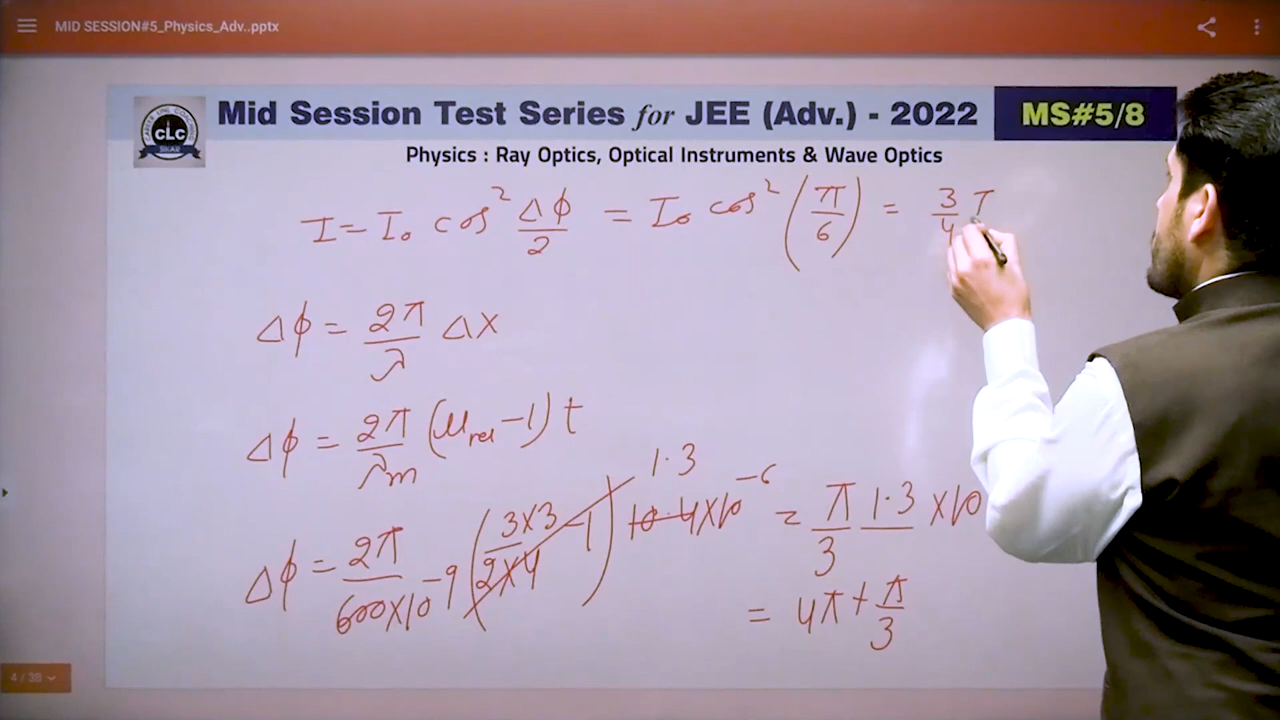 MID SESSION#5_Physics_Adv..pptx
Mid Session Test Series for JEE (Adv.) - 2022
MS#5/8
CLC
SIKAR
Physics : Ray Optics, Optical Instruments & Wave Optics
I = I₀ cos² Δϕ/2 = I₀ cos² (π/6) = 3/4 I
Δϕ = 2π/λ Δx
Δϕ = 2π/λm (μrel - 1) t
1.3
Δϕ = 2π/600×10⁻⁹ (3×3/2×4 - 1) 10.4×10⁻⁶ = π/3 1.3 ×10
= 4π + π/3
4 / 38